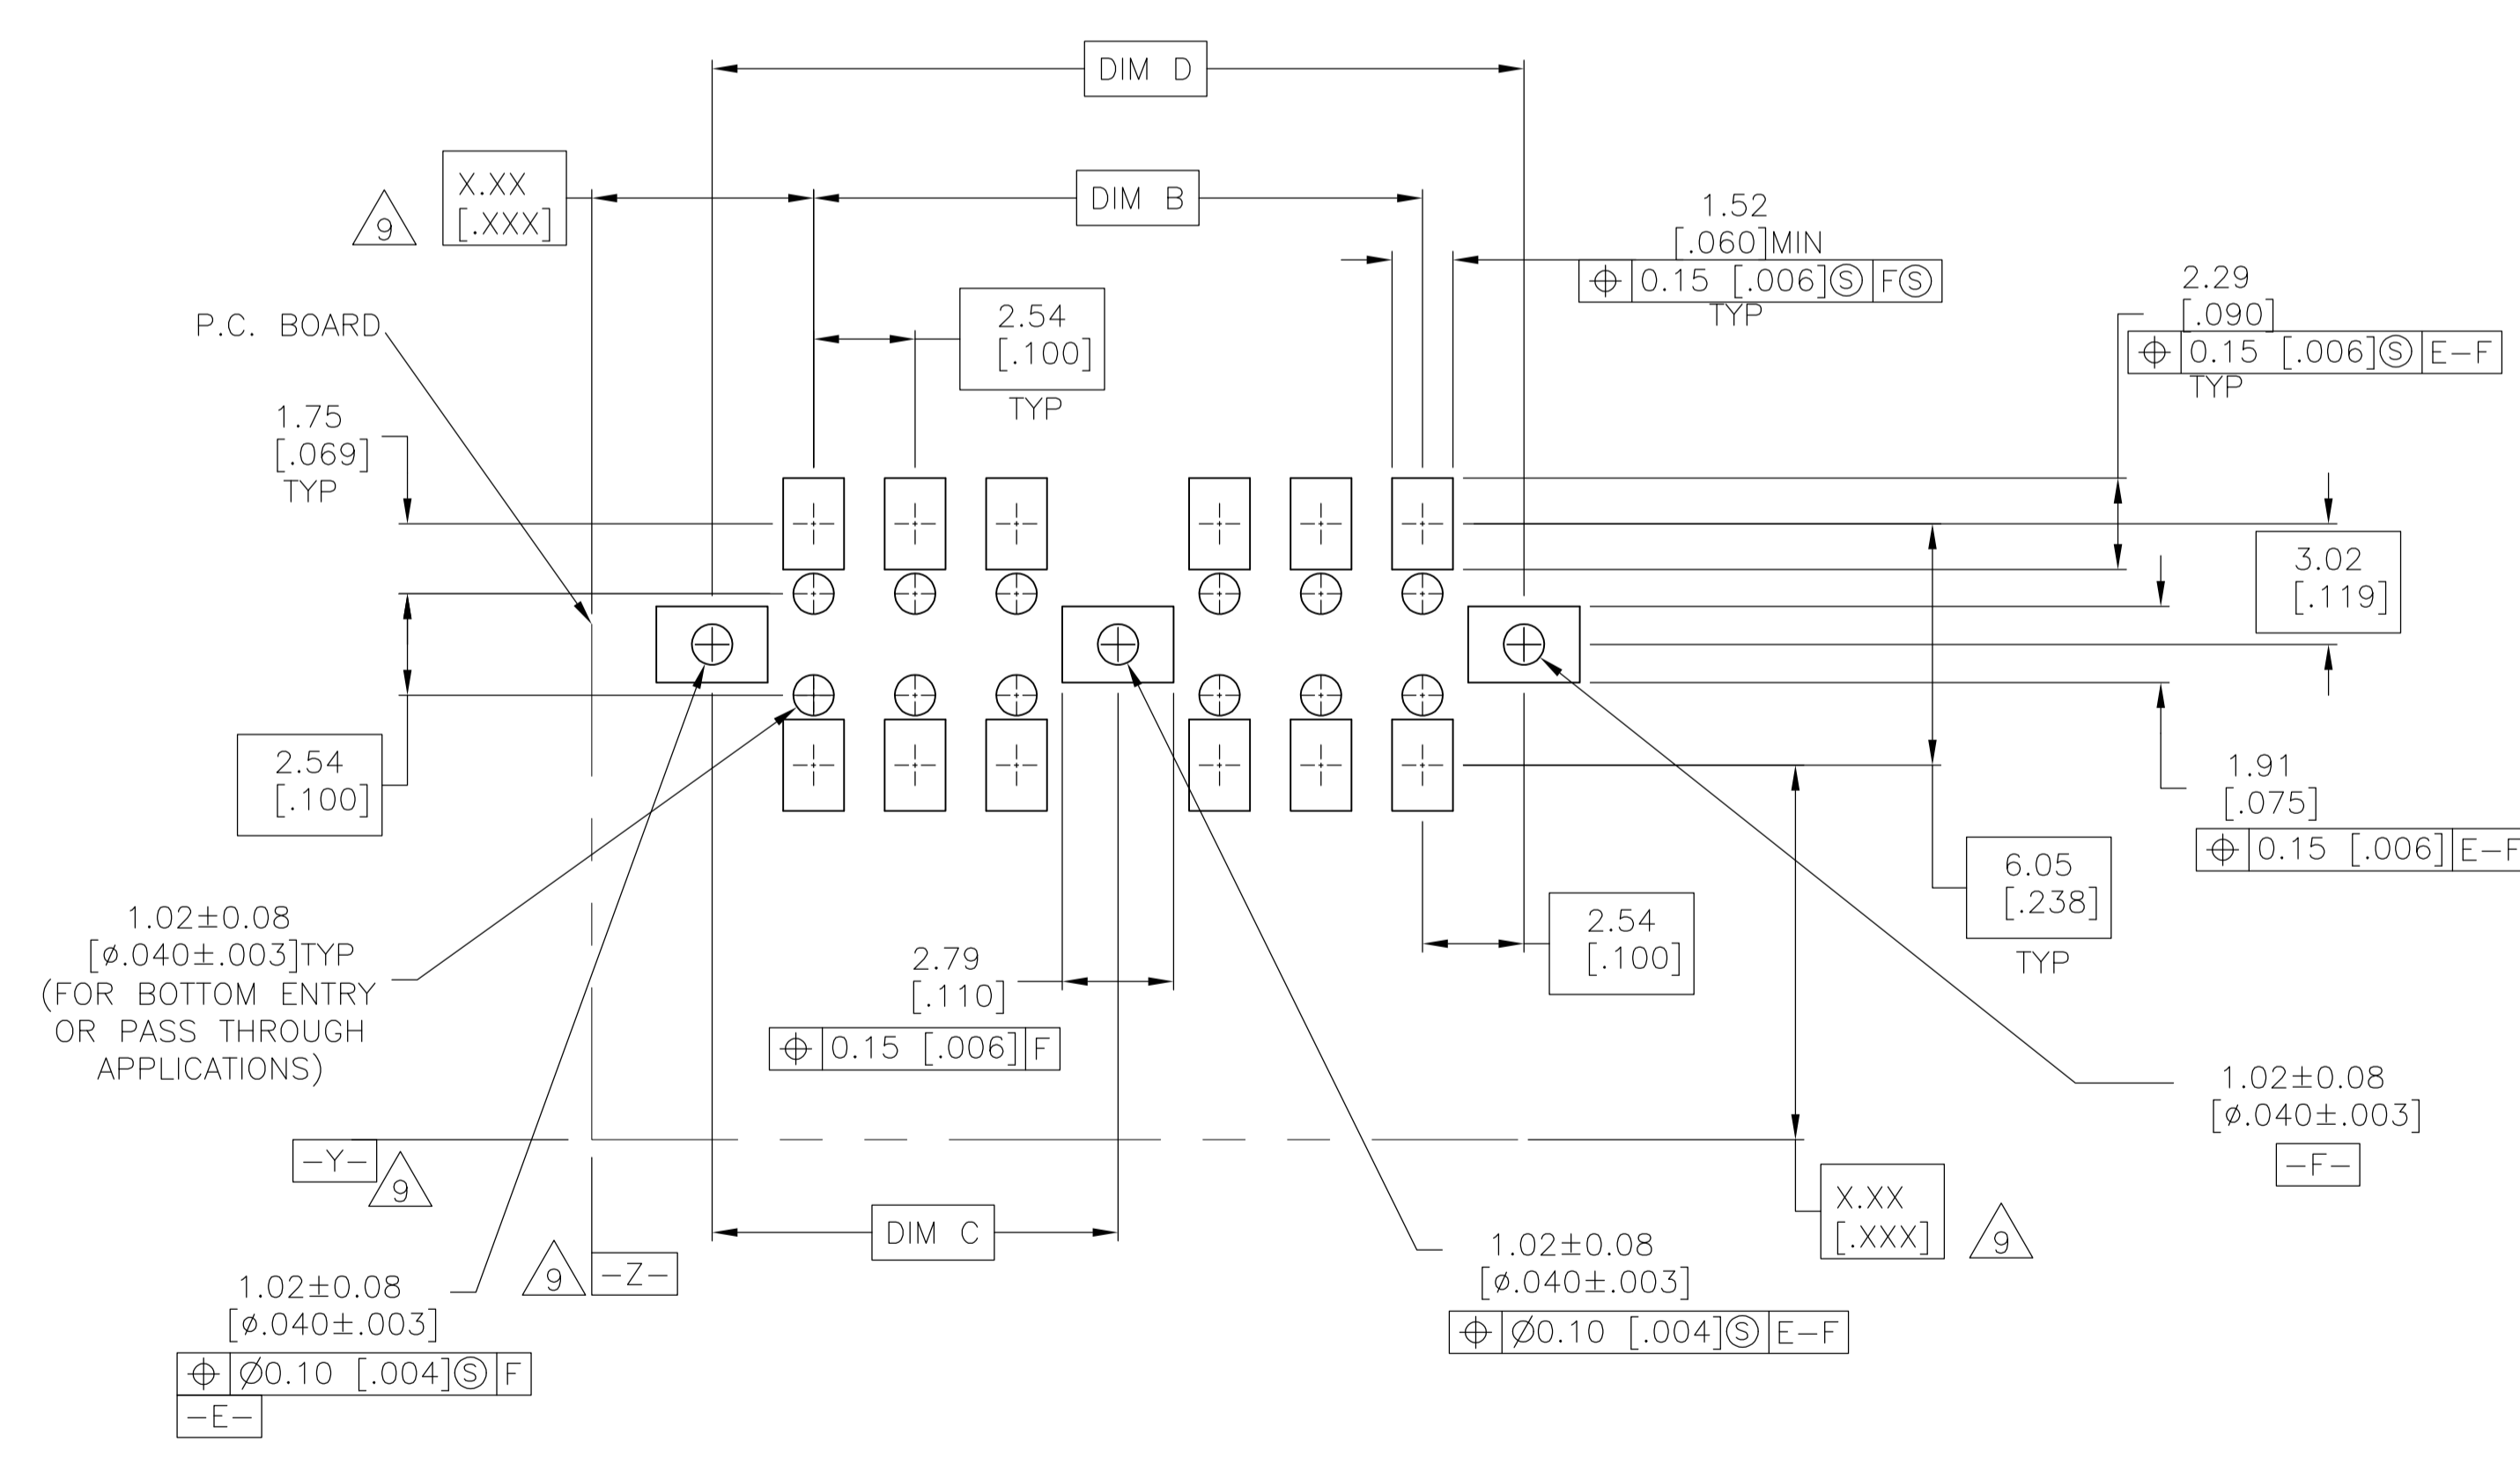 DIM D
X.XX
[.XXX]
9
DIM B
1.52
[.060]MIN
0.15 [.006]Ⓢ FⓈ
TYP
2.29
[.090]
0.15 [.006]Ⓢ E-F
TYP
2.54
[.100]
TYP
P.C. BOARD
1.75
[.069]
TYP
3.02
[.119]
2.54
[.100]
1.91
[.075]
0.15 [.006] E-F
6.05
[.238]
TYP
1.02±0.08
[ø.040±.003]TYP
(FOR BOTTOM ENTRY
OR PASS THROUGH
APPLICATIONS)
2.79
[.110]
0.15 [.006] F
2.54
[.100]
1.02±0.08
[ø.040±.003]
-F-
-Y-
9
DIM C
X.XX
[.XXX]
9
1.02±0.08
[ø.040±.003]
Ø0.10 [.004]Ⓢ E-F
9
-Z-
1.02±0.08
[ø.040±.003]
Ø0.10 [.004]Ⓢ F
-E-